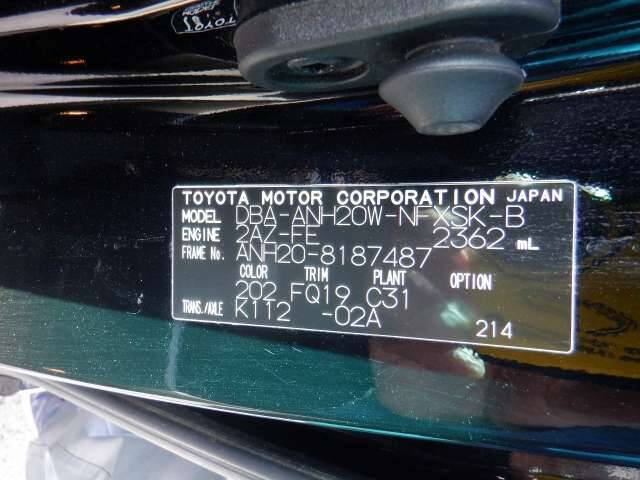 TOYOTA MOTOR CORPORATION JAPAN
MODEL DBA-ANH20W-NFXSK-B
ENGINE 2AZ-FE 2362 mL
FRAME No. ANH20-8187487
COLOR TRIM PLANT OPTION
202 FQ19 C31
TRANS./AXLE K112 -02A
214